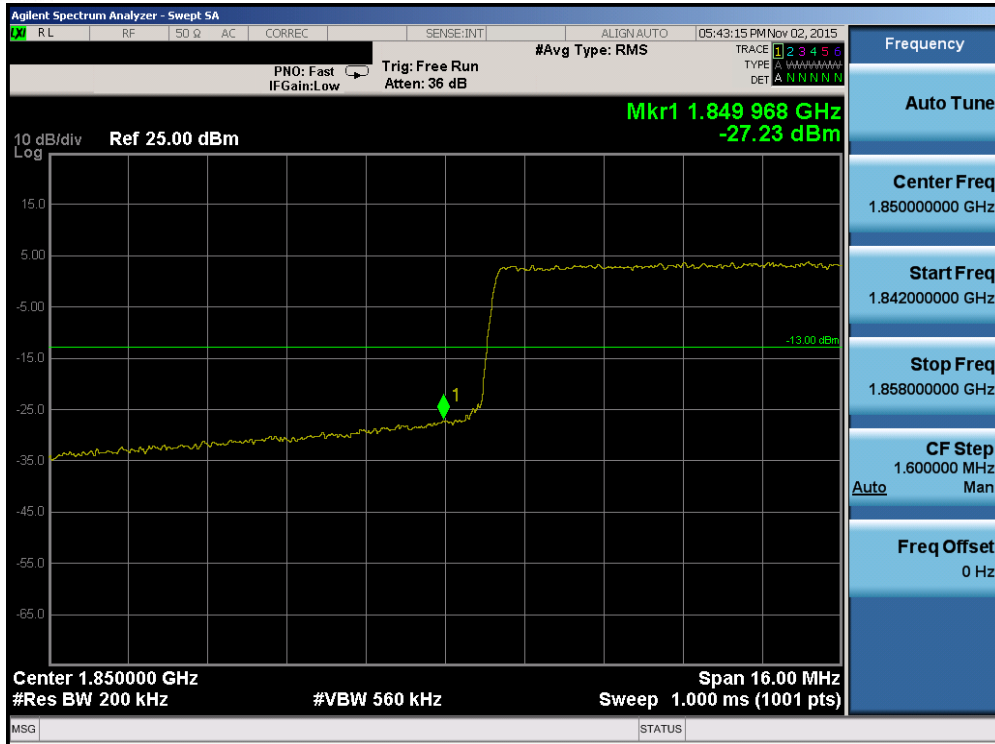 Agilent Spectrum Analyzer - Swept SA
LXI RL RF 50 Ω AC CORREC SENSE:INT ALIGNAUTO 05:43:15 PM Nov 02, 2015
#Avg Type: RMS TRACE 1 2 3 4 5 6
PNO: Fast Trig: Free Run TYPE A WWWWW
IFGain:Low Atten: 36 dB DET A N N N N N
Mkr1 1.849 968 GHz
-27.23 dBm
10 dB/div Ref 25.00 dBm
Log
15.0
5.00
-5.00
-13.00 dBm
-15.0
1
-25.0
-35.0
-45.0
-55.0
-65.0
Center 1.850000 GHz Span 16.00 MHz
#Res BW 200 kHz #VBW 560 kHz Sweep 1.000 ms (1001 pts)
MSG STATUS
Frequency
Auto Tune
Center Freq
1.850000000 GHz
Start Freq
1.842000000 GHz
Stop Freq
1.858000000 GHz
CF Step
1.600000 MHz
Auto Man
Freq Offset
0 Hz